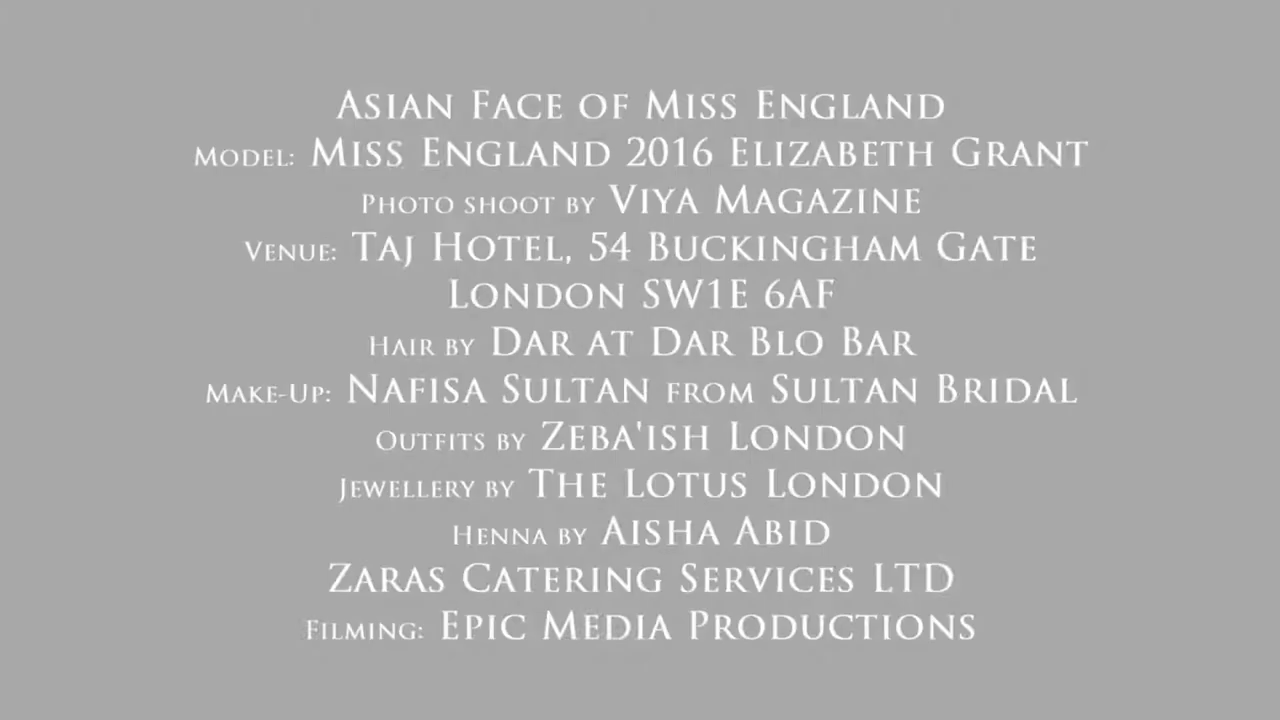 Asian Face of Miss England
Model: Miss England 2016 Elizabeth Grant
Photo shoot by Viya Magazine
Venue: Taj Hotel, 54 Buckingham Gate
London SW1E 6AF
Hair by Dar at Dar Blo Bar
Make-Up: Nafisa Sultan from Sultan Bridal
Outfits by Zeba'ish London
Jewellery by The Lotus London
Henna by Aisha Abid
Zaras Catering Services LTD
Filming: Epic Media Productions